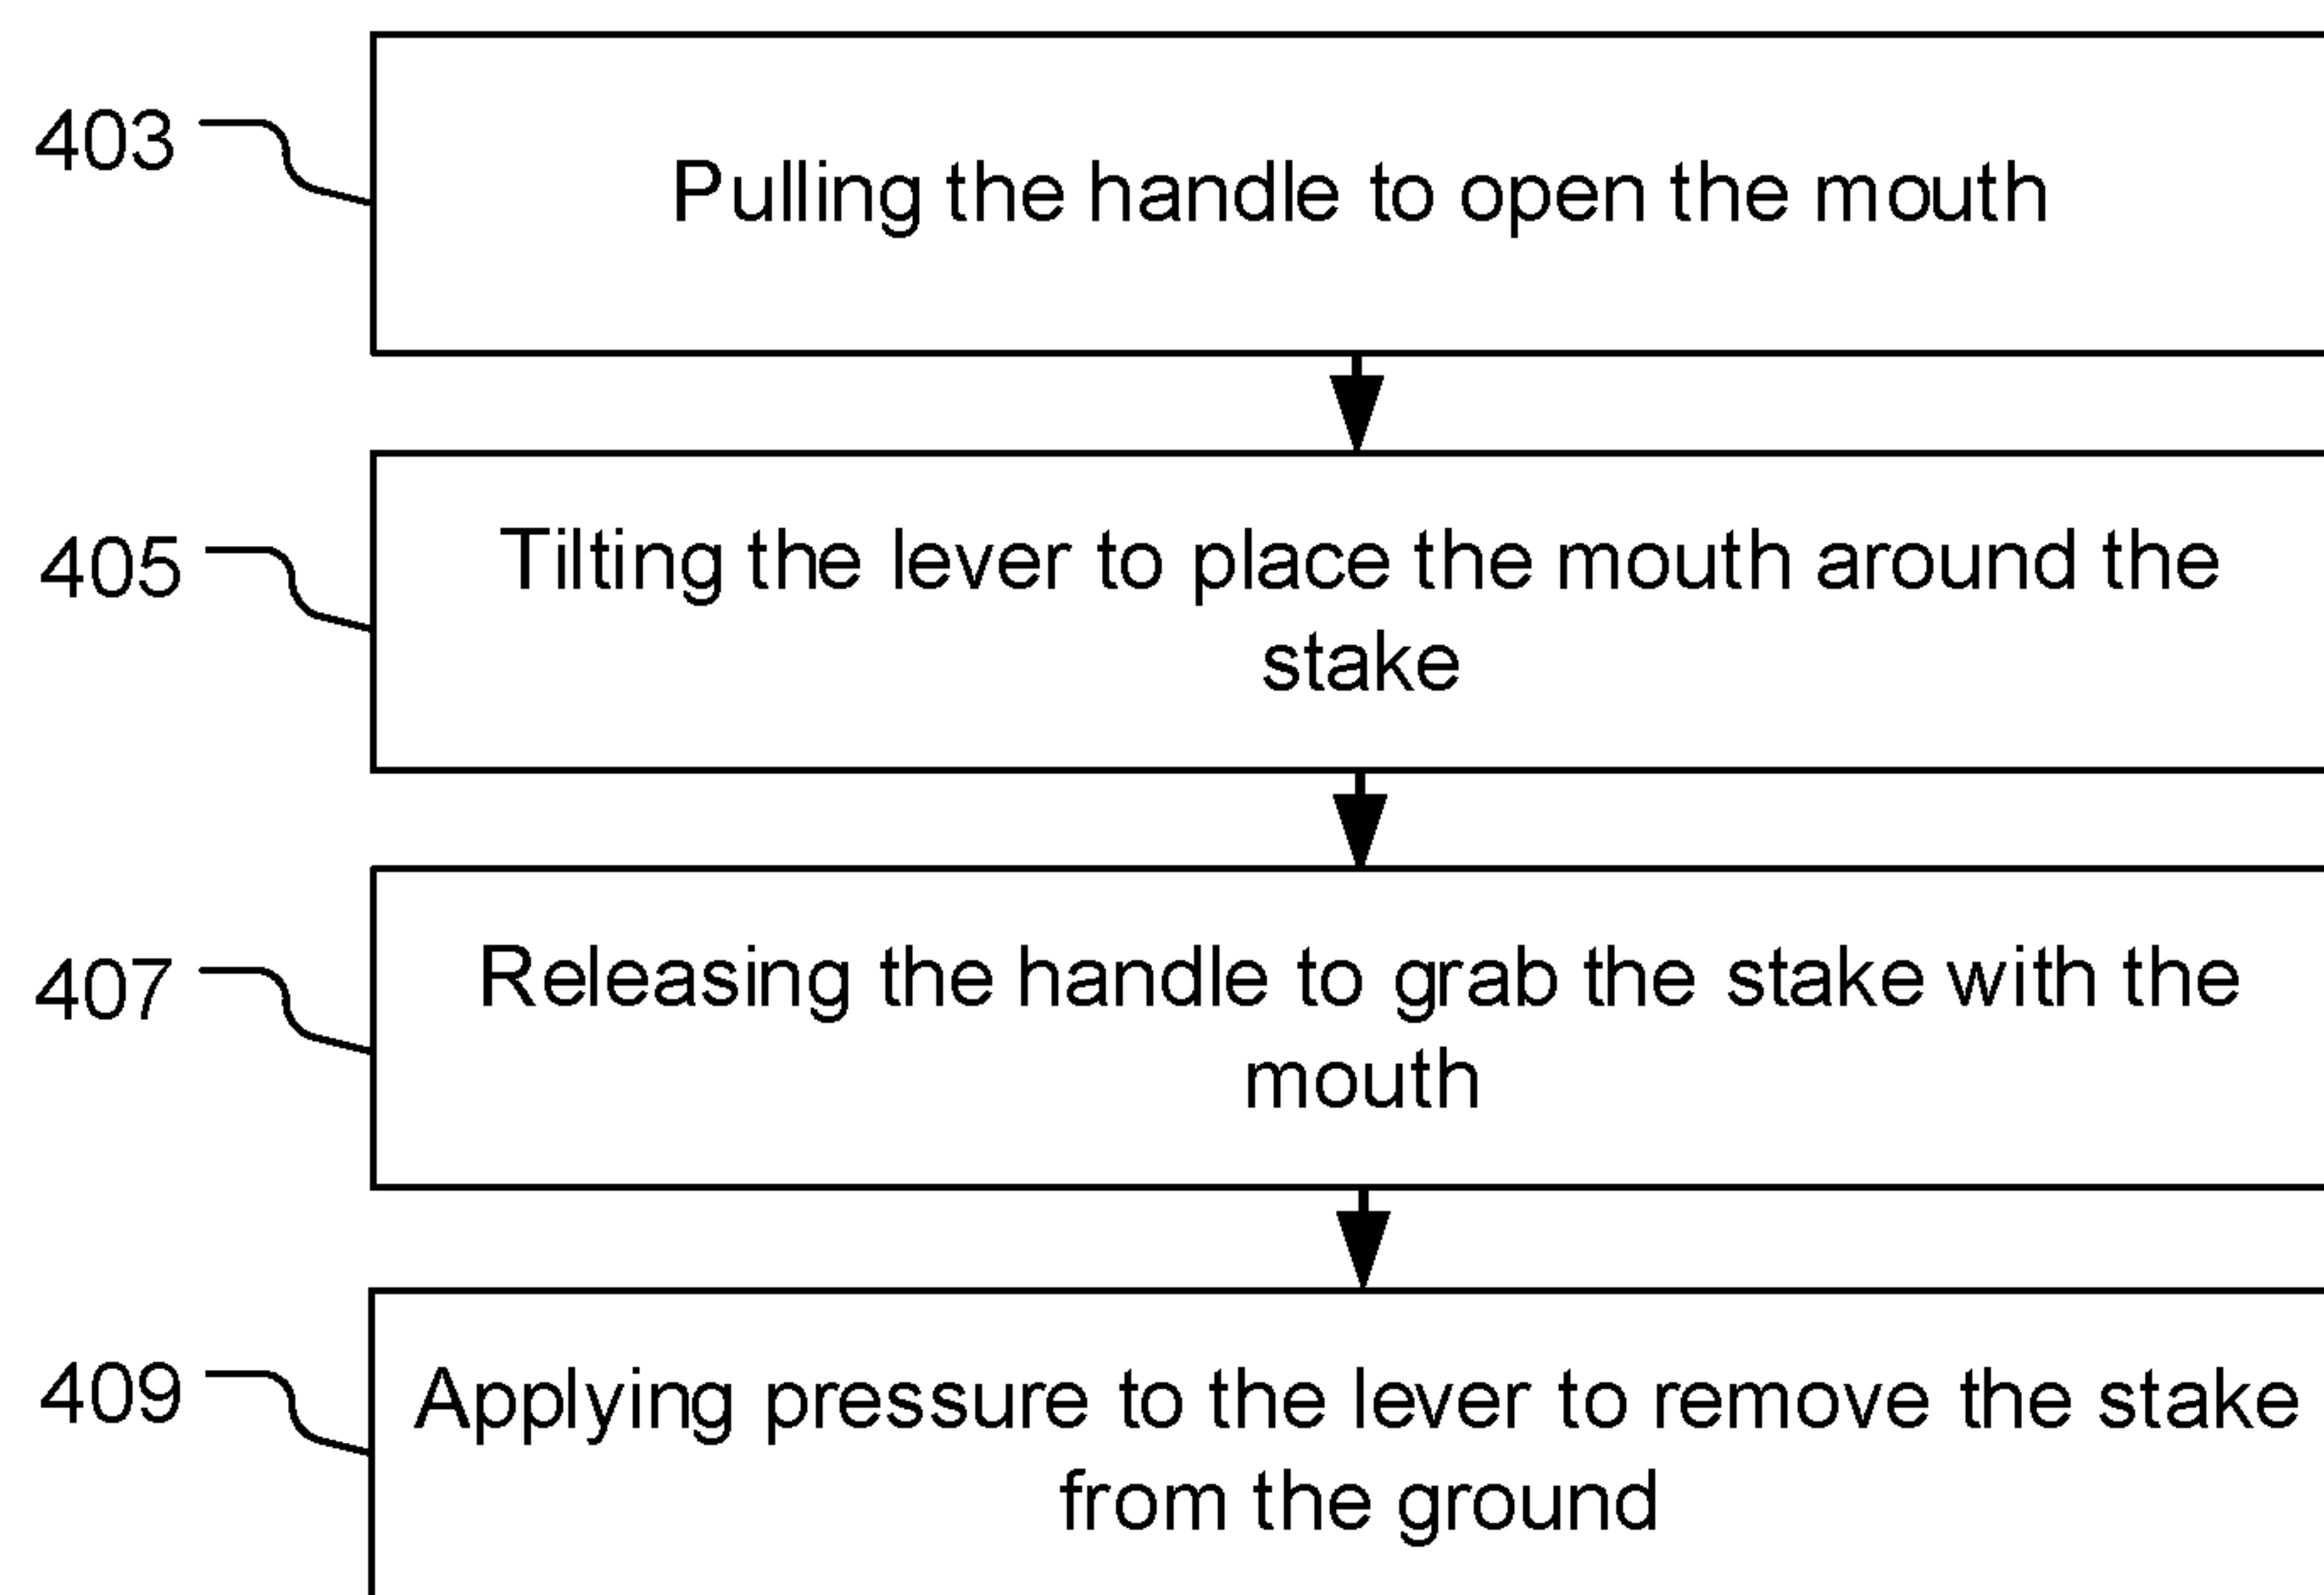 403
Pulling the handle to open the mouth
405
Tilting the lever to place the mouth around the
stake
407
Releasing the handle to grab the stake with the
mouth
409
Applying pressure to the lever to remove the stake
from the ground